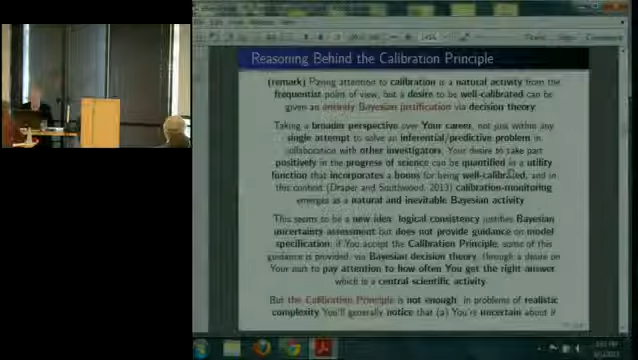 Reasoning Behind the Calibration Principle
(remark) Paying attention to calibration is a natural activity from the
frequentist point of view, but a desire to be well-calibrated can be
given an entirely Bayesian justification via decision theory
Taking a broader perspective over Your career, not just within any
single attempt to solve an inferential/predictive problem in
collaboration with other investigators, Your desire to take part
positively in the progress of science can be quantified in a utility
function that incorporates a bonus for being well-calibrated, and in
this context (Draper and Southwood, 2013) calibration-monitoring
emerges as a natural and inevitable Bayesian activity
This seems to be a new idea: logical consistency justifies Bayesian
uncertainty assessment but does not provide guidance on model
specification; if You accept the Calibration Principle, some of this
guidance is provided, via Bayesian decision theory, through a desire on
Your part to pay attention to how often You get the right answer
which is a central scientific activity
But the Calibration Principle is not enough: in problems of realistic
complexity You'll generally notice that (a) You're uncertain about